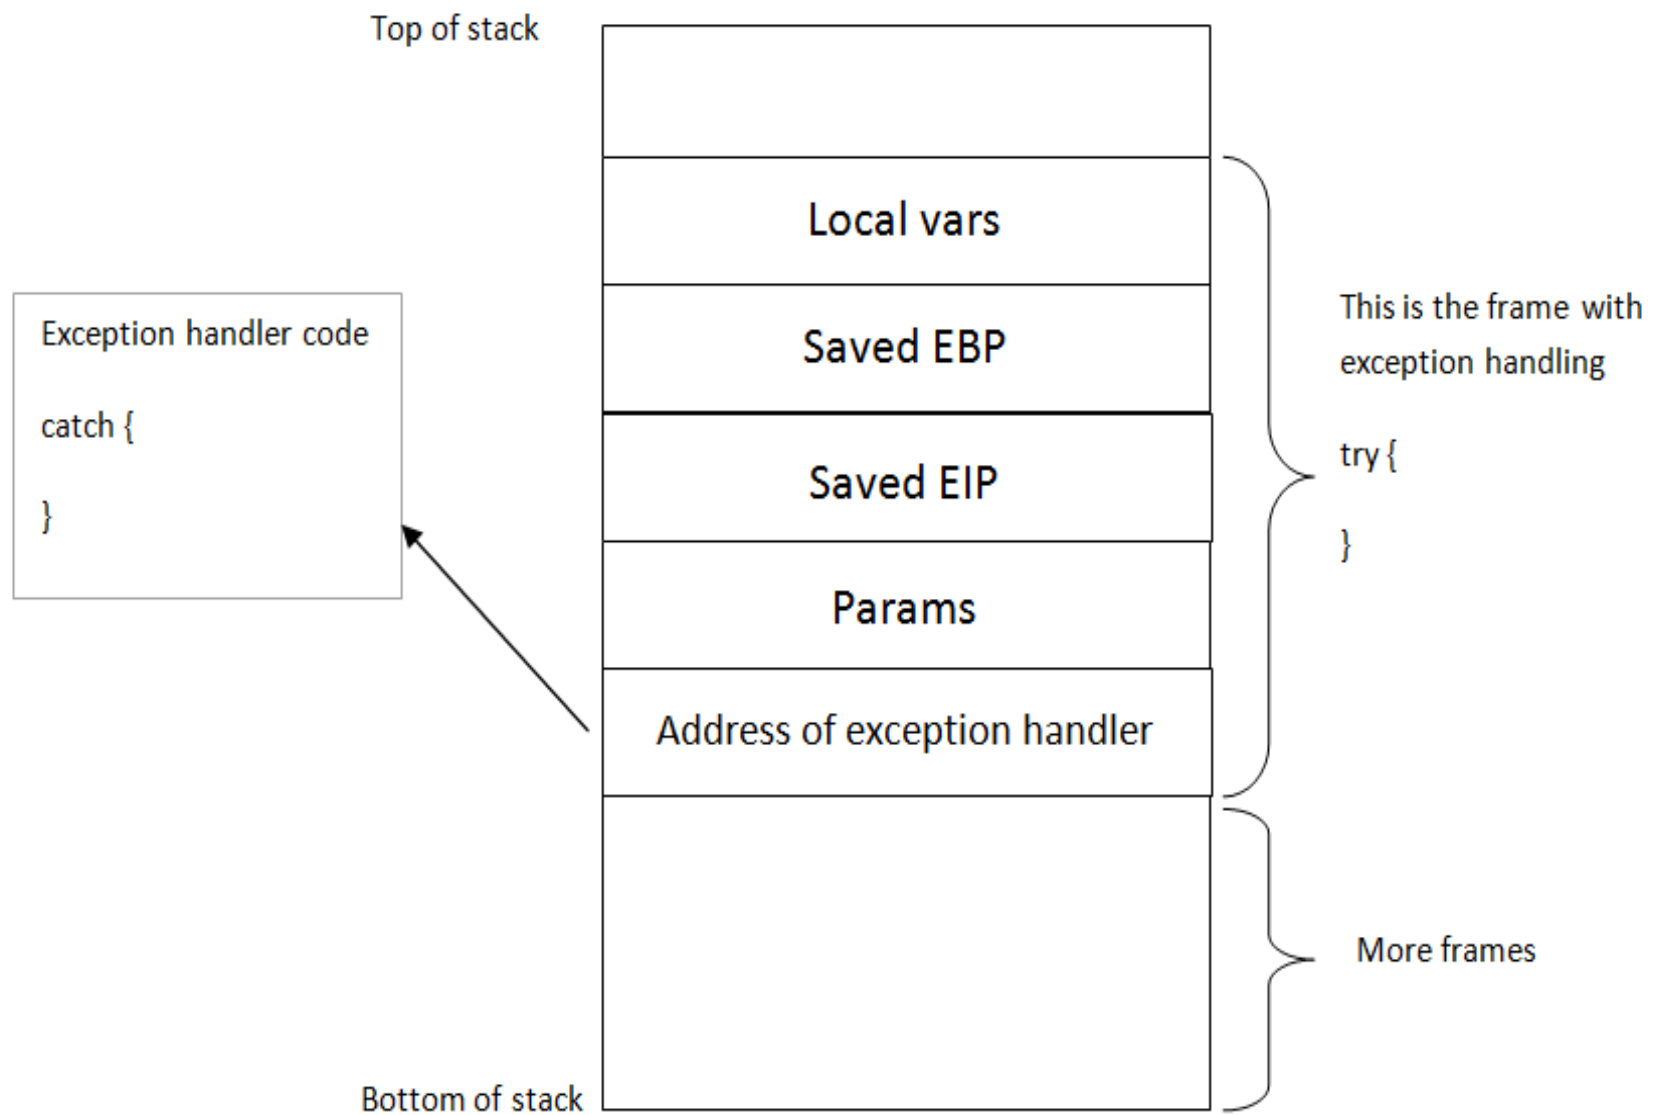 Top of stack
Local vars
Saved EBP
Saved EIP
Params
Address of exception handler
Exception handler code
catch {
}
This is the frame with
exception handling
try {
}
More frames
Bottom of stack